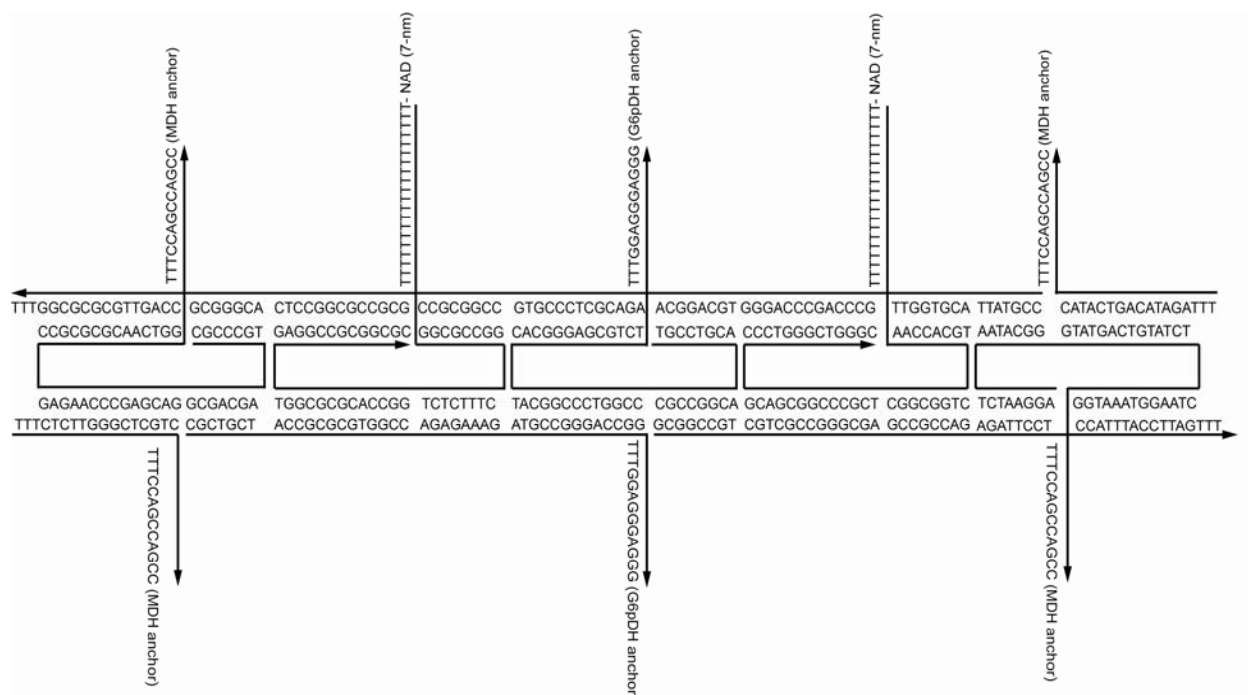 TTTCCAGCCAGCC (MDH anchor)
TTTTTTTTTTTTTTTTTTTT- NAD (7-nm)
TTTGGAGGGAGGG (G6pDH anchor)
TTTTTTTTTTTTTTTTTTTT- NAD (7-nm)
TTTCCAGCCAGCC (MDH anchor)
TTTGGCGCGCGTTGACC GCGGGCA CTCCGGCGCCGCG CCGCGGCC GTGCCCTCGCAGA ACGGACGT GGGACCCGACCCG TTGGTGCA TTATGCC CATACTGACATAGATTT
CCGCGCGCAACTGG CGCCCGT GAGGCCGCGGCGC GGCGCCGG CACGGGAGCGTCT TGCCTGCA CCCTGGGCTGGGC AACCACGT AATACGG GTATGACTGTATCT
GAGAACCCGAGCAG GCGACGA TGGCGCGCACCGG TCTCTTTC TACGGCCCTGGCC CGCCGGCA GCAGCGGCCCGCT CGGCGGTC TCTAAGGA GGTAAATGGAATC
TTTCTCTTGGGCTCGTC CGCTGCT ACCGCGCGTGGCC AGAGAAAG ATGCCGGGACCGG GCGGCCGT CGTCGCCGGGCGA GCCGCCAG AGATTCCT CCATTTACCTTAGTTT
TTTCCAGCCAGCC (MDH anchor)
TTTGGAGGGAGGG (G6pDH anchor
TTTCCAGCCAGCC (MDH anchor)